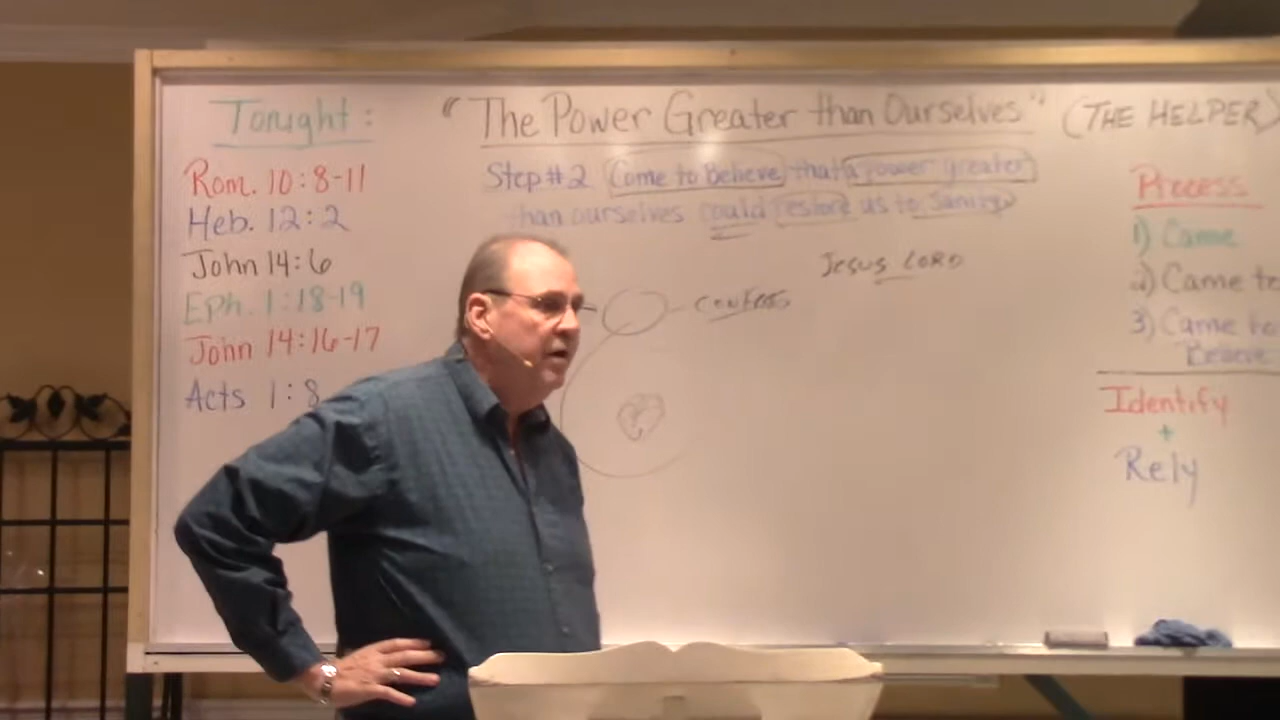 Tonight:
Rom. 10:8-11
Heb. 12:2
John 14:6
Eph. 1:18-19
John 14:16-17
Acts 1:8
"The Power Greater than Ourselves" (THE HELPER)
Step #2 Come to Believe that a power greater
than ourselves could restore us to Sanity
JESUS LORD
CONFESS
Process
1) Came
2) Came to
3) Came to
Believe
Identify
+
Rely